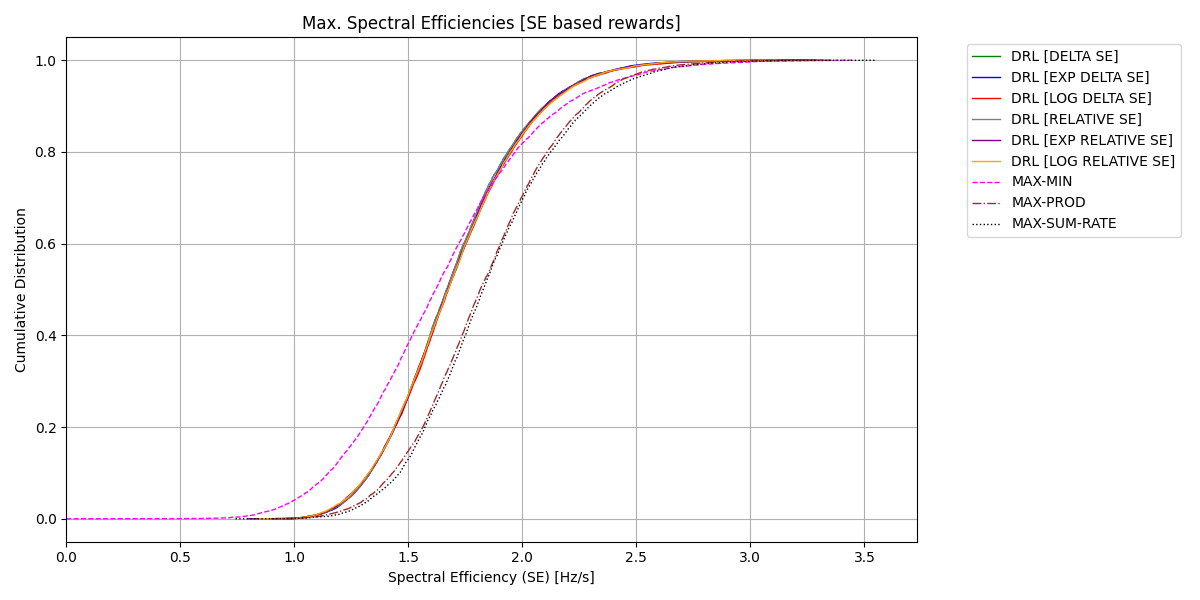 Max. Spectral Efficiencies [SE based rewards]
Cumulative Distribution
1.0
0.8
0.6
0.4
0.2
0.0
0.0 0.5 1.0 1.5 2.0 2.5 3.0 3.5
Spectral Efficiency (SE) [Hz/s]
DRL [DELTA SE]
DRL [EXP DELTA SE]
DRL [LOG DELTA SE]
DRL [RELATIVE SE]
DRL [EXP RELATIVE SE]
DRL [LOG RELATIVE SE]
MAX-MIN
MAX-PROD
MAX-SUM-RATE